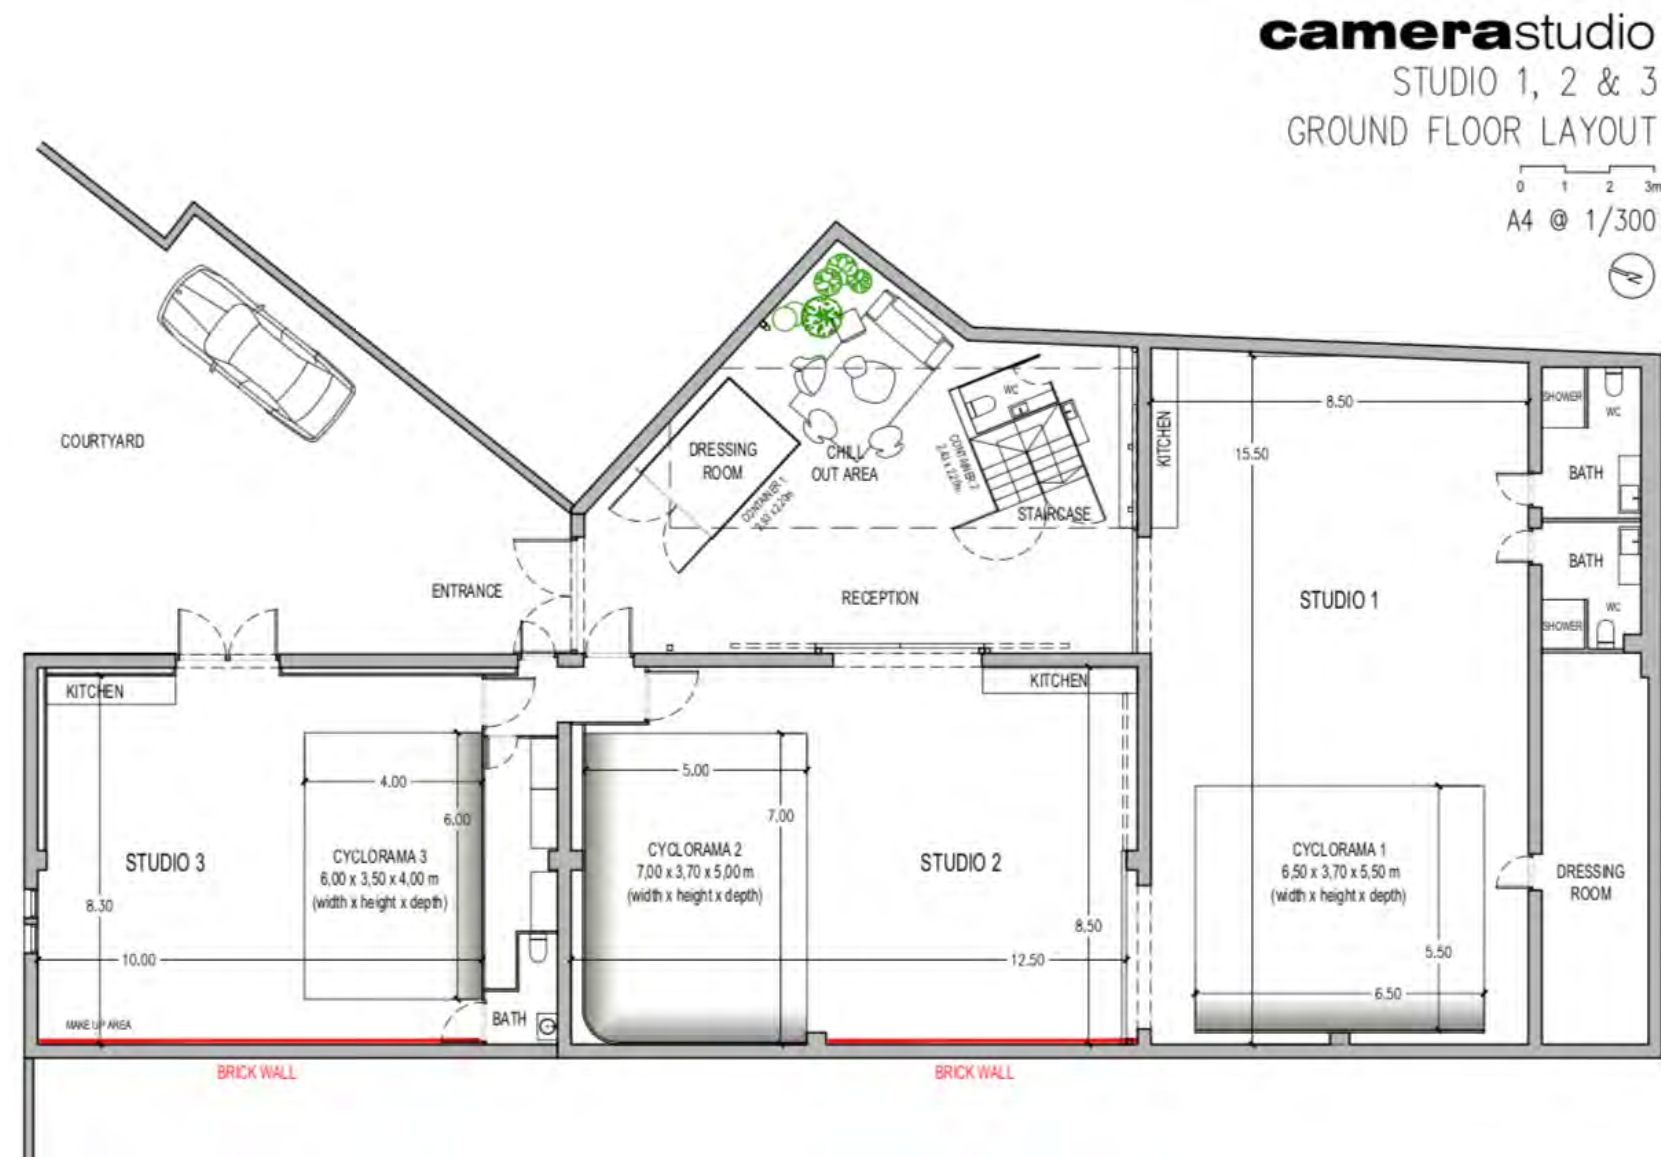 camerastudio
STUDIO 1, 2 & 3
GROUND FLOOR LAYOUT
0 1 2 3m
A4 @ 1/300
COURTYARD
ENTRANCE
DRESSING
ROOM
CONTAINER 1
CHILL
OUT AREA
WC
CONTAINER 2
STAIRCASE
RECEPTION
KITCHEN
8.50
15.50
STUDIO 1
SHOWER
WC
BATH
BATH
WC
SHOWER
DRESSING
ROOM
CYCLORAMA 1
6,50 x 3,70 x 5,50 m
(width x height x depth)
5.50
6.50
KITCHEN
4.00
6.00
STUDIO 3
CYCLORAMA 3
6,00 x 3,50 x 4,00 m
(width x height x depth)
8.30
10.00
MAKE UP AREA
BATH
BRICK WALL
KITCHEN
5.00
7.00
CYCLORAMA 2
7,00 x 3,70 x 5,00 m
(width x height x depth)
STUDIO 2
8.50
12.50
BRICK WALL